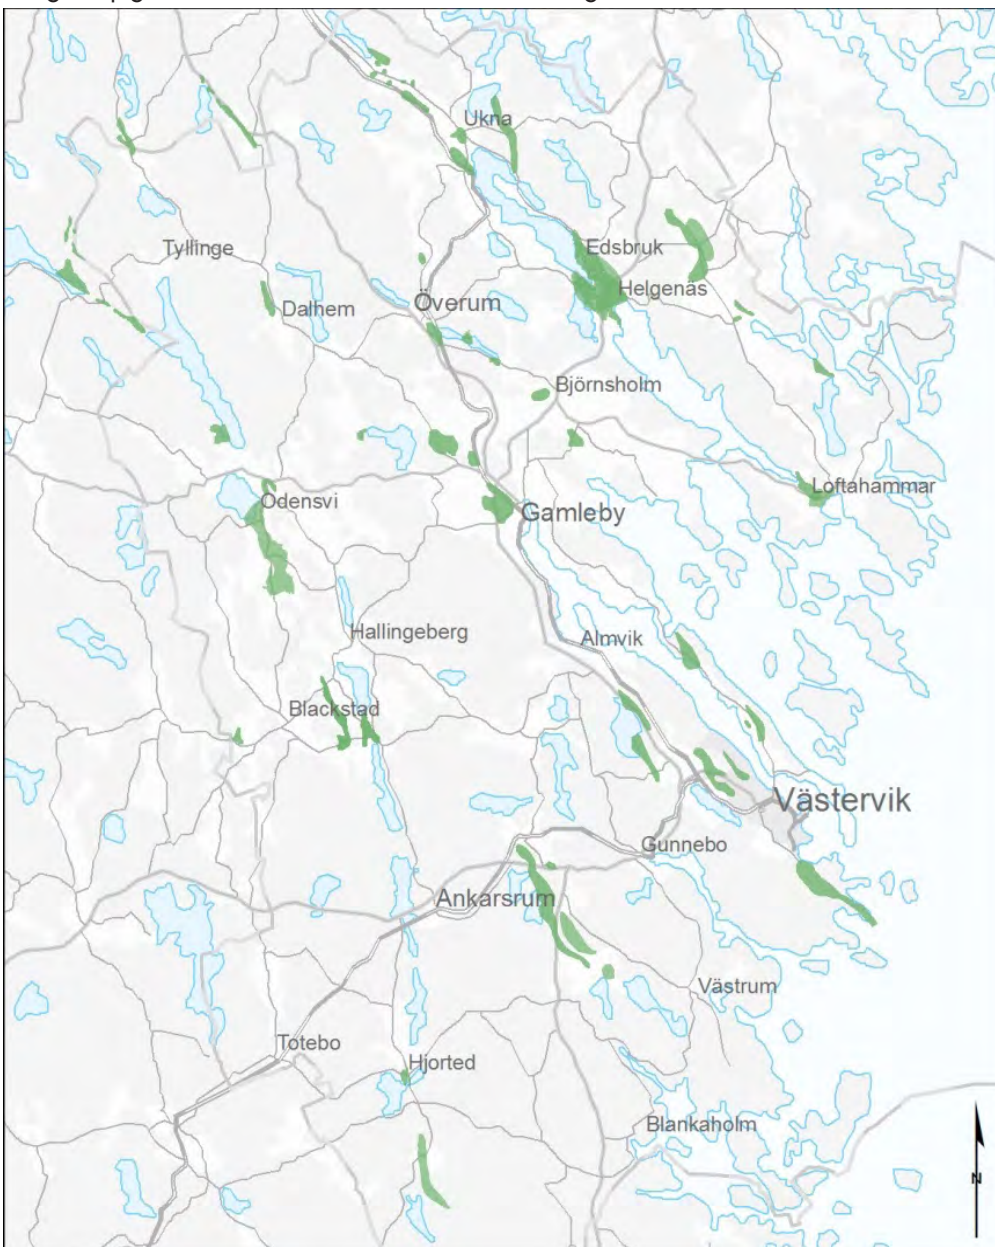 Ukna
Edsbruk
Tyllinge
Helgenäs
Överum
Dalhem
Björnsholm
Loftahammar
Odensvi
Gamleby
Hallingeberg
Almvik
Blackstad
Västervik
Gunnebo
Ankarsrum
Västrum
Totebo
Hjorted
Blankaholm
N